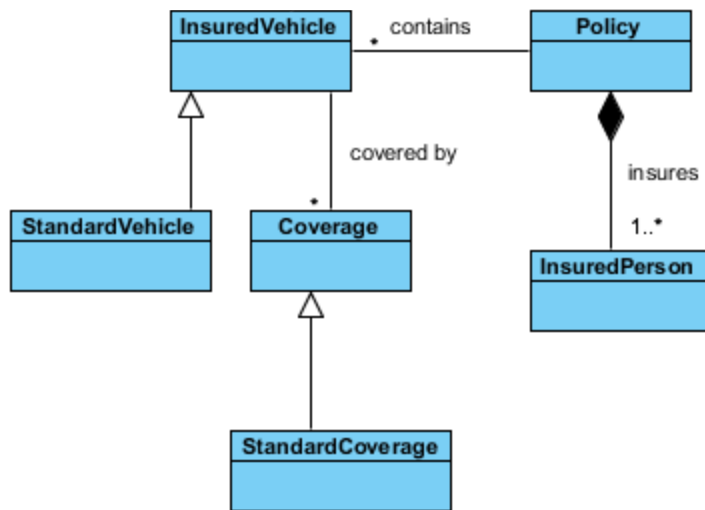 InsuredVehicle
contains
*
Policy
covered by
*
insures
1..*
StandardVehicle
Coverage
InsuredPerson
StandardCoverage